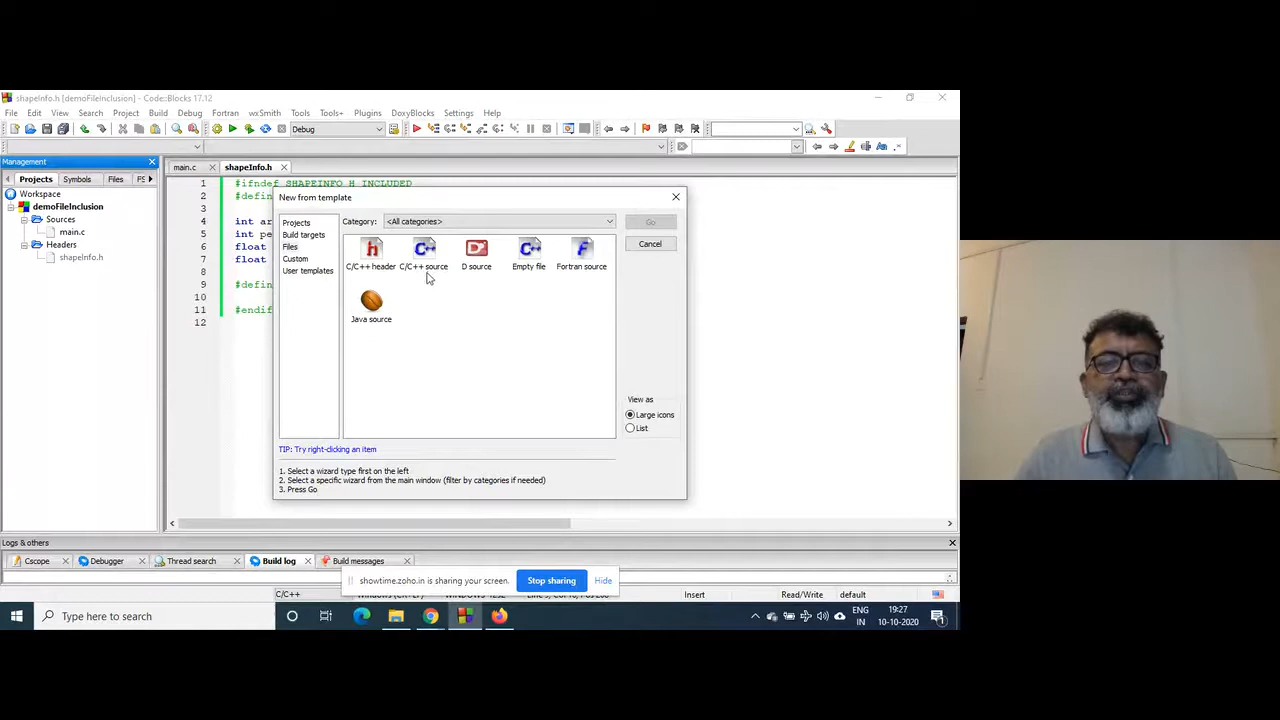 shapeInfo.h [demoFileInclusion] - Code::Blocks 17.12
File Edit View Search Project Build Debug Fortran wxSmith Tools Tools+ Plugins DoxyBlocks Settings Help
Debug
Management
Projects Symbols Files
Workspace
demoFileInclusion
Sources
main.c
Headers
shapeInfo.h
main.c shapeInfo.h
1 #ifndef SHAPEINFO_H_INCLUDED
2 #defin
3
4 int ar
5 int pe
6 float
7 float
8
9 #defin
10
11 #endif
12
New from template
Projects
Build targets
Files
Custom
User templates
Category: <All categories>
Go
Cancel
C/C++ header C/C++ source D source Empty file Fortran source
Java source
View as
Large icons
List
TIP: Try right-clicking an item
1. Select a wizard type first on the left
2. Select a specific wizard from the main window (filter by categories if needed)
3. Press Go
Logs & others
Cscope Debugger Thread search Build log Build messages
showtime.zoho.in is sharing your screen. Stop sharing Hide
C/C++ Insert Read/Write default
Type here to search
ENG
IN
19:27
10-10-2020